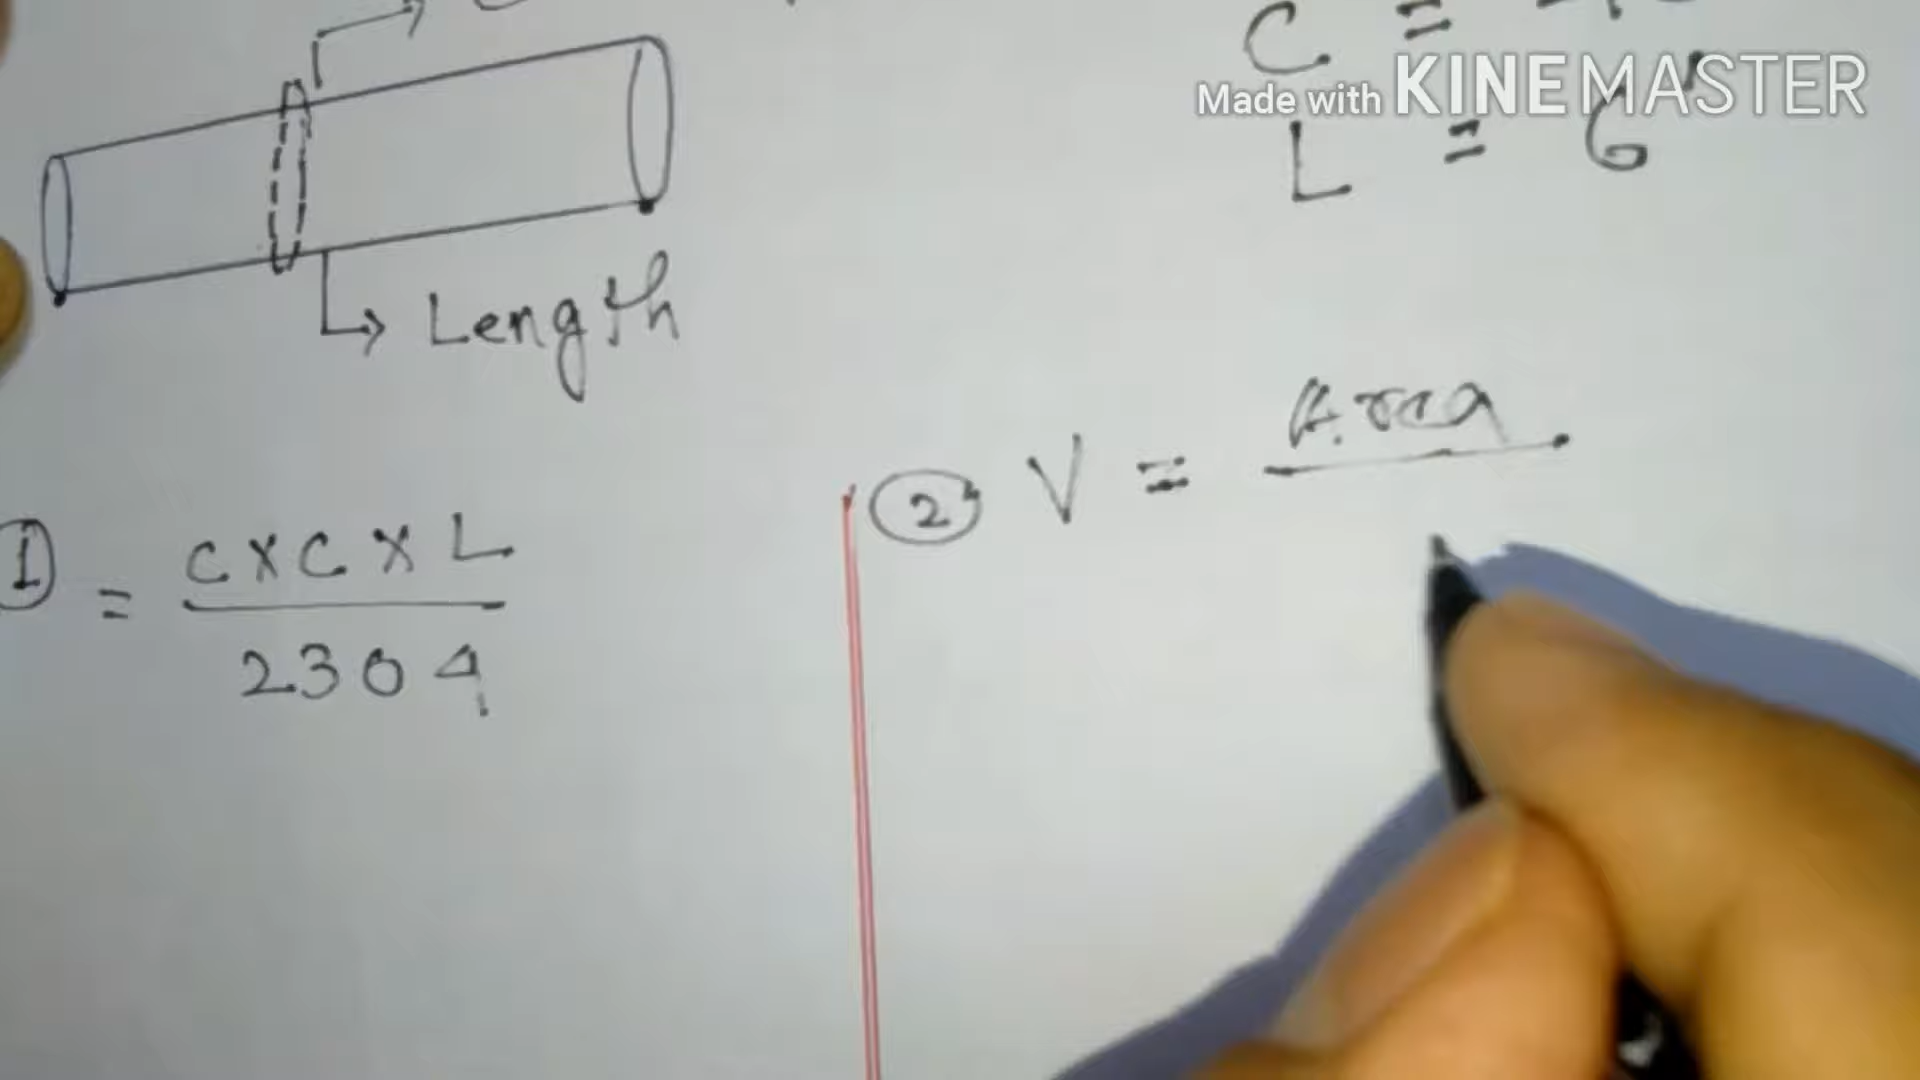 C =
Made with KINEMASTER
L = 6'
Length
② V = Area
① = C x C x L
2304